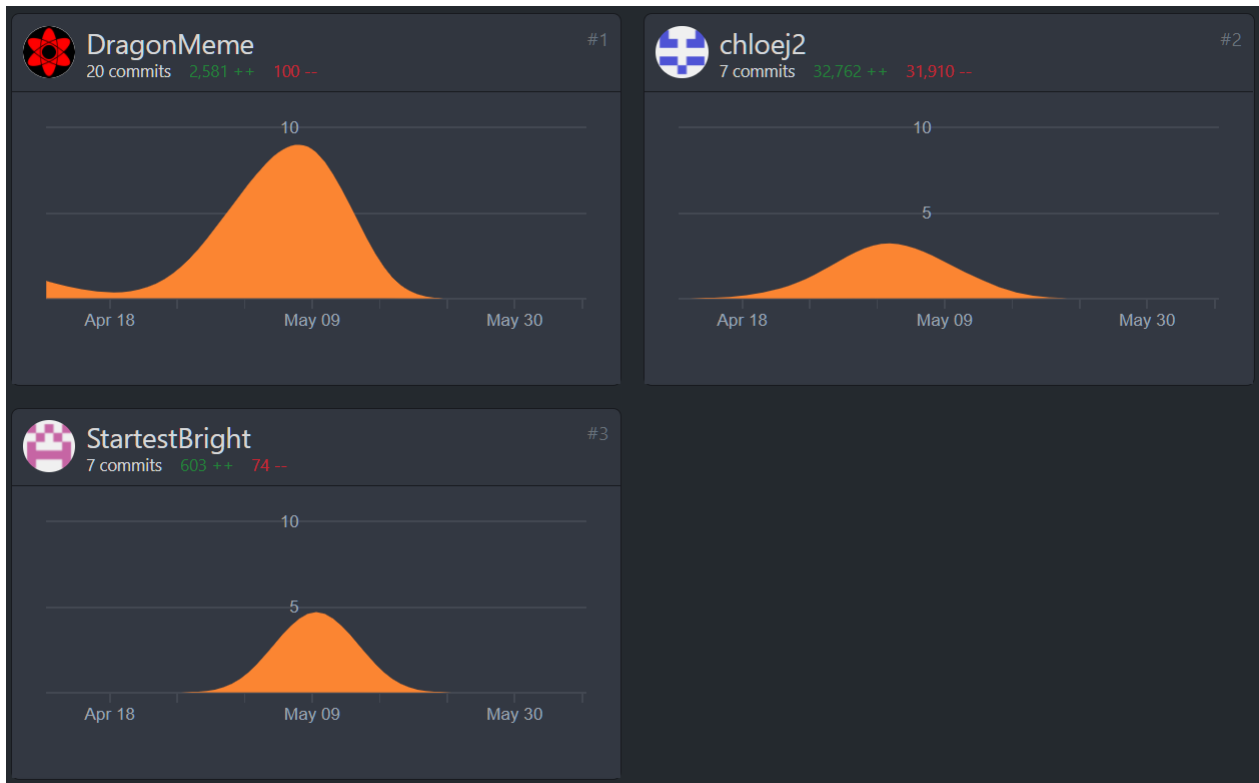 DragonMeme
#1
20 commits 2,581 ++ 100 --
10
Apr 18 May 09 May 30
chloej2
#2
7 commits 32,762 ++ 31,910 --
10
5
Apr 18 May 09 May 30
StartestBright
#3
7 commits 603 ++ 74 --
10
5
Apr 18 May 09 May 30